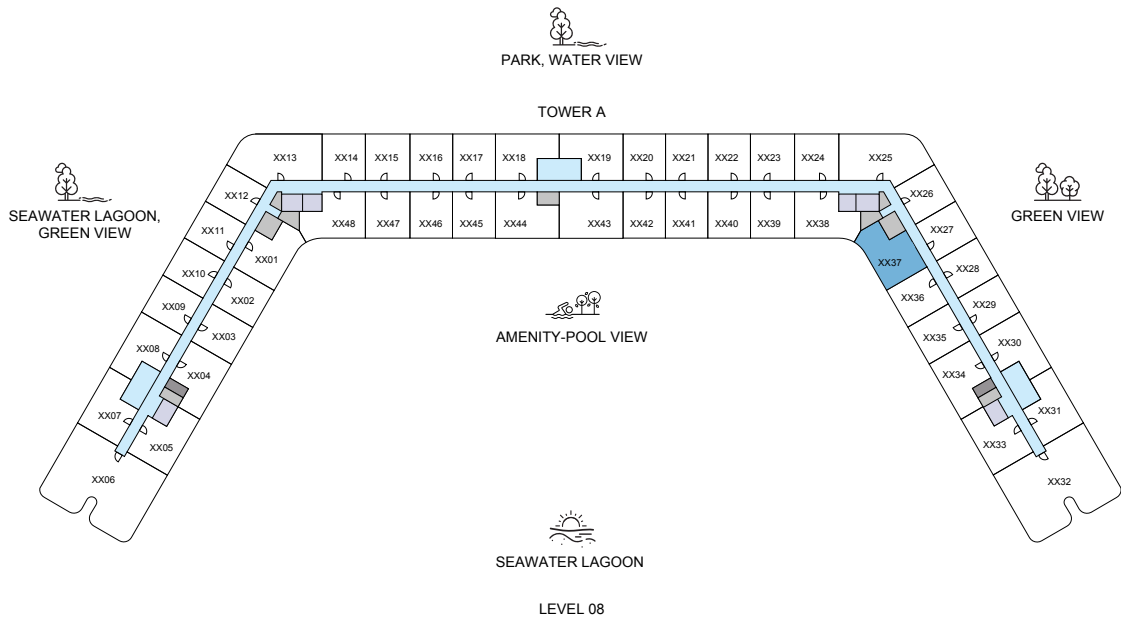 PARK, WATER VIEW
TOWER A
XX13
XX14
XX15
XX16
XX17
XX18
XX19
XX20
XX21
XX22
XX23
XX24
XX25
XX12
XX26
SEAWATER LAGOON,
GREEN VIEW
GREEN VIEW
XX48
XX47
XX46
XX45
XX44
XX43
XX42
XX41
XX40
XX39
XX38
XX11
XX01
XX27
XX37
XX10
XX02
XX28
XX36
XX09
XX03
XX29
XX35
AMENITY-POOL VIEW
XX08
XX04
XX30
XX34
XX07
XX05
XX31
XX33
XX06
XX32
SEAWATER LAGOON
LEVEL 08